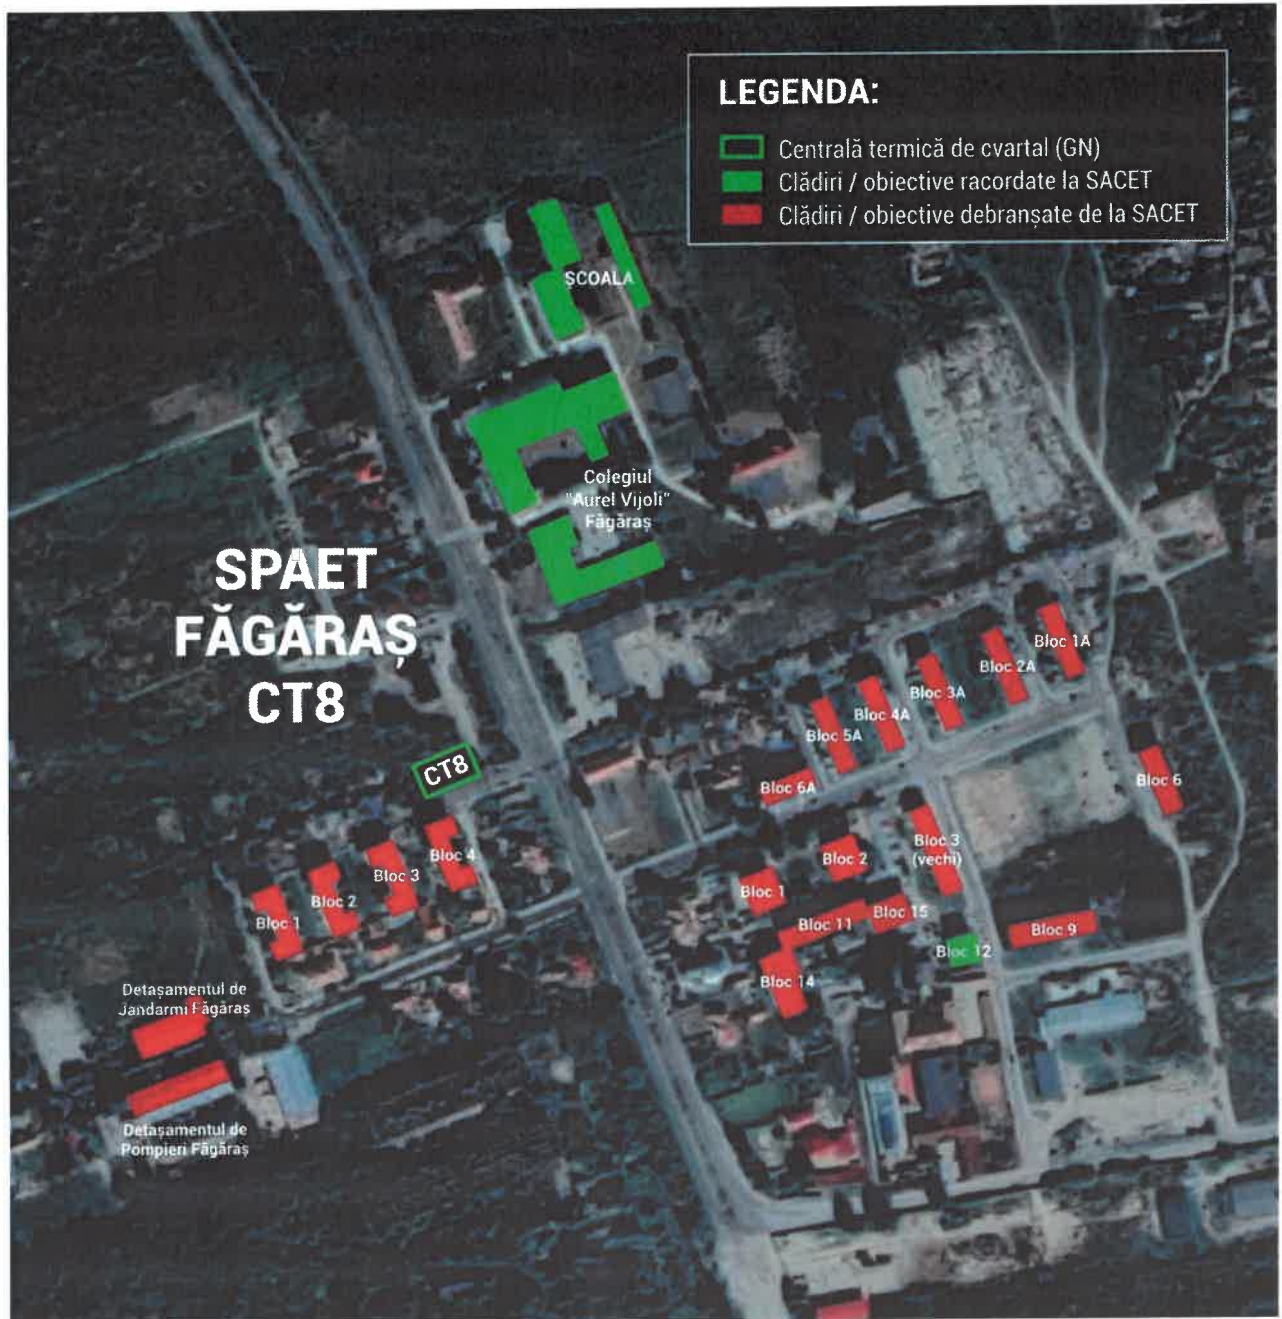 LEGENDA:
Centrală termică de cvartal (GN)
Clădiri / obiective racordate la SACET
Clădiri / obiective debranșate de la SACET
ȘCOALA
Colegiul
"Aurel Vijoli"
Făgăraș
SPAET
FĂGĂRAȘ
CT8
Bloc 1A
Bloc 2A
Bloc 3A
Bloc 4A
Bloc 5A
Bloc 6A
Bloc 6
CT8
Bloc 4
Bloc 3
Bloc 2
Bloc 1
Bloc 3
(vechi)
Bloc 2
Bloc 1
Bloc 15
Bloc 11
Bloc 9
Bloc 12
Bloc 14
Detașamentul de
Jandarmi Făgăraș
Detașamentul de
Pompieri Făgăraș